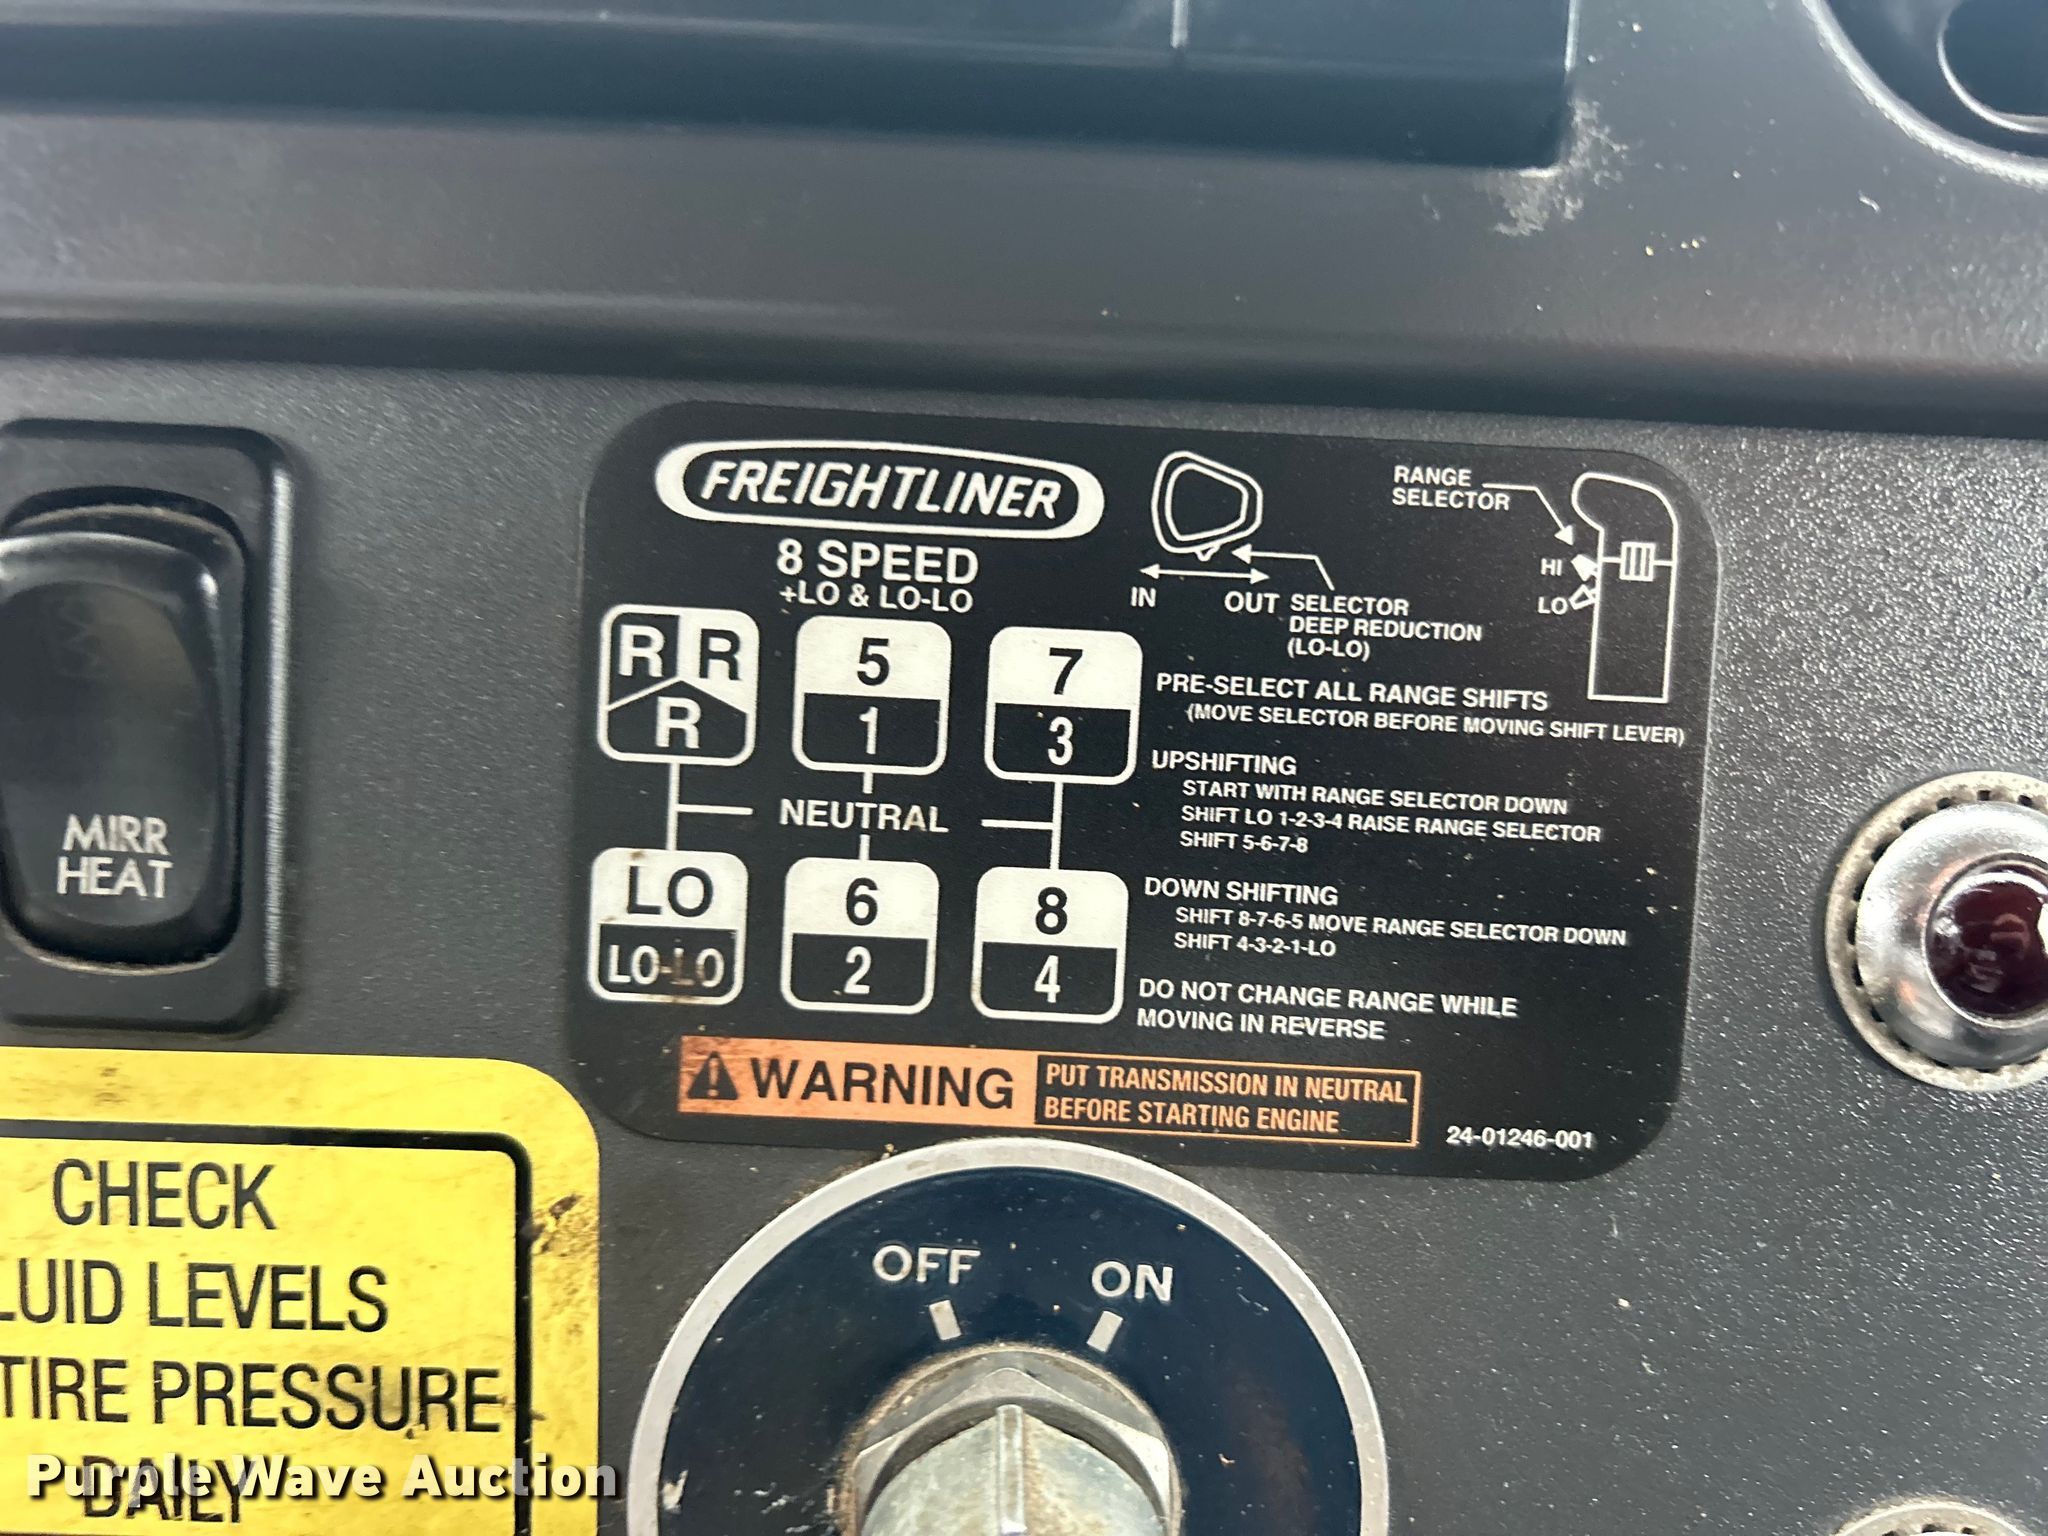 FREIGHTLINER
8 SPEED
+LO & LO-LO
R R
R
5
1
7
3
NEUTRAL
LO
LO-LO
6
2
8
4
IN
OUT
SELECTOR
DEEP REDUCTION
(LO-LO)
RANGE
SELECTOR
HI
LO
PRE-SELECT ALL RANGE SHIFTS
(MOVE SELECTOR BEFORE MOVING SHIFT LEVER)
UPSHIFTING
START WITH RANGE SELECTOR DOWN
SHIFT LO 1-2-3-4 RAISE RANGE SELECTOR
SHIFT 5-6-7-8
DOWN SHIFTING
SHIFT 8-7-6-5 MOVE RANGE SELECTOR DOWN
SHIFT 4-3-2-1-LO
DO NOT CHANGE RANGE WHILE
MOVING IN REVERSE
WARNING
PUT TRANSMISSION IN NEUTRAL
BEFORE STARTING ENGINE
24-01246-001
MIRR
HEAT
CHECK
LUID LEVELS
TIRE PRESSURE
DAILY
OFF
ON
Purple Wave Auction